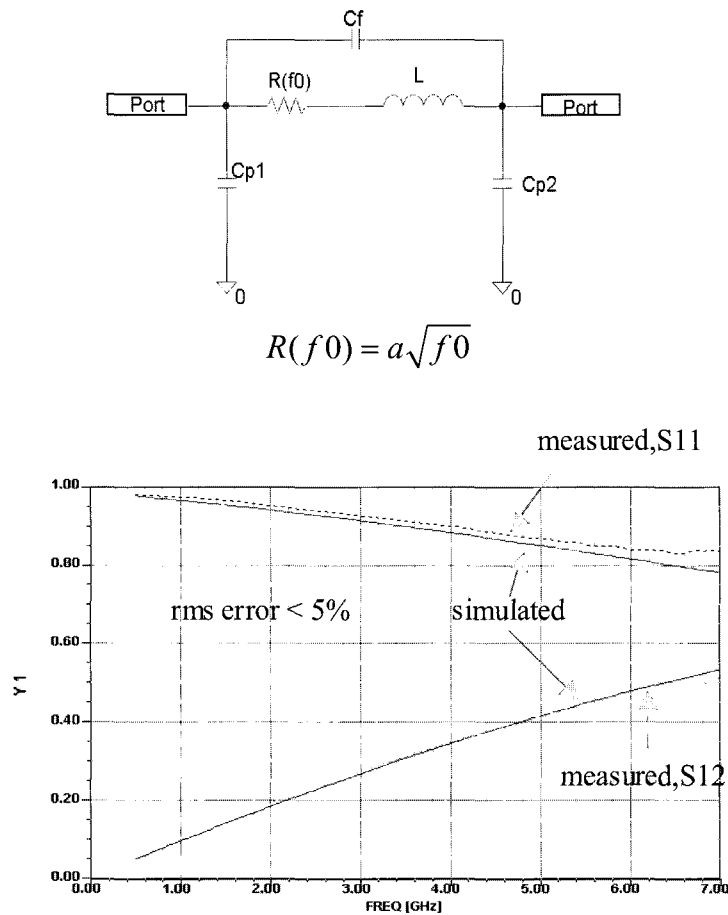 Cf
R(f0)
L
Port
Port
Cp1
Cp2
0
0
R(f0) = a√f0
measured,S11
1.00
0.80
rms error < 5%
simulated
0.60
Y1
0.40
measured,S12
0.20
0.00
0.00 1.00 2.00 3.00 4.00 5.00 6.00 7.00
FREQ [GHz]